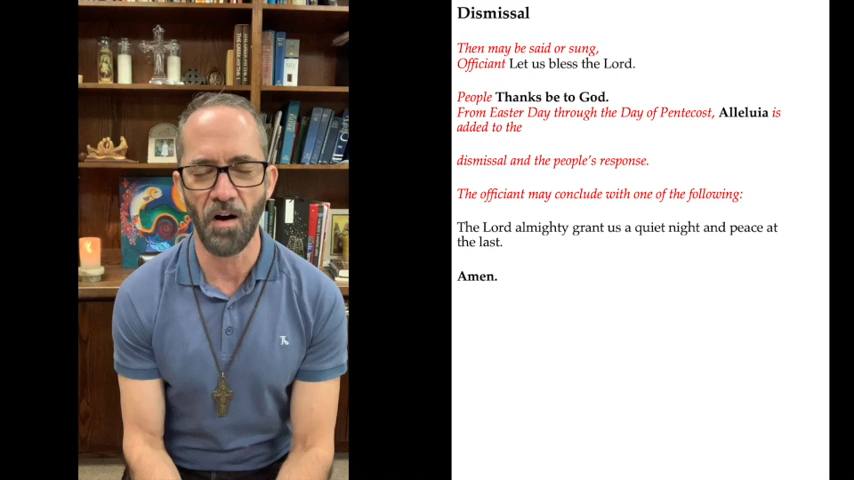 Dismissal
Then may be said or sung,
Officiant Let us bless the Lord.
People Thanks be to God.
From Easter Day through the Day of Pentecost, Alleluia is
added to the
dismissal and the people's response.
The officiant may conclude with one of the following:
The Lord almighty grant us a quiet night and peace at
the last.
Amen.